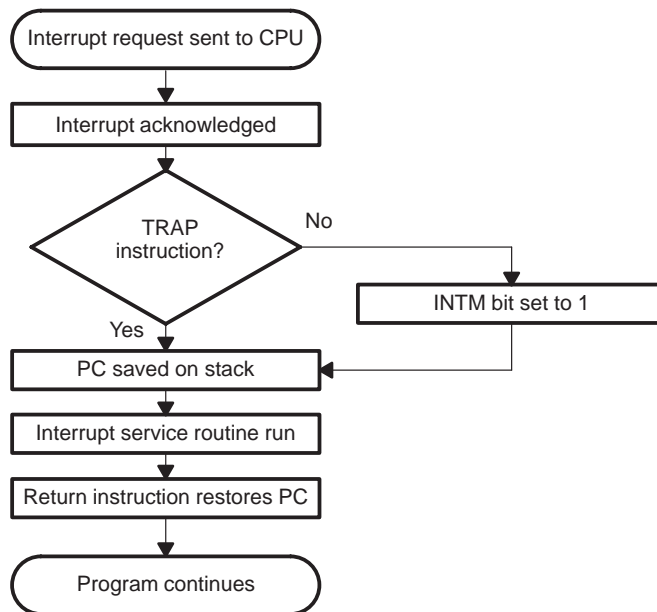 Interrupt request sent to CPU
Interrupt acknowledged
TRAP
instruction?
No
INTM bit set to 1
Yes
PC saved on stack
Interrupt service routine run
Return instruction restores PC
Program continues